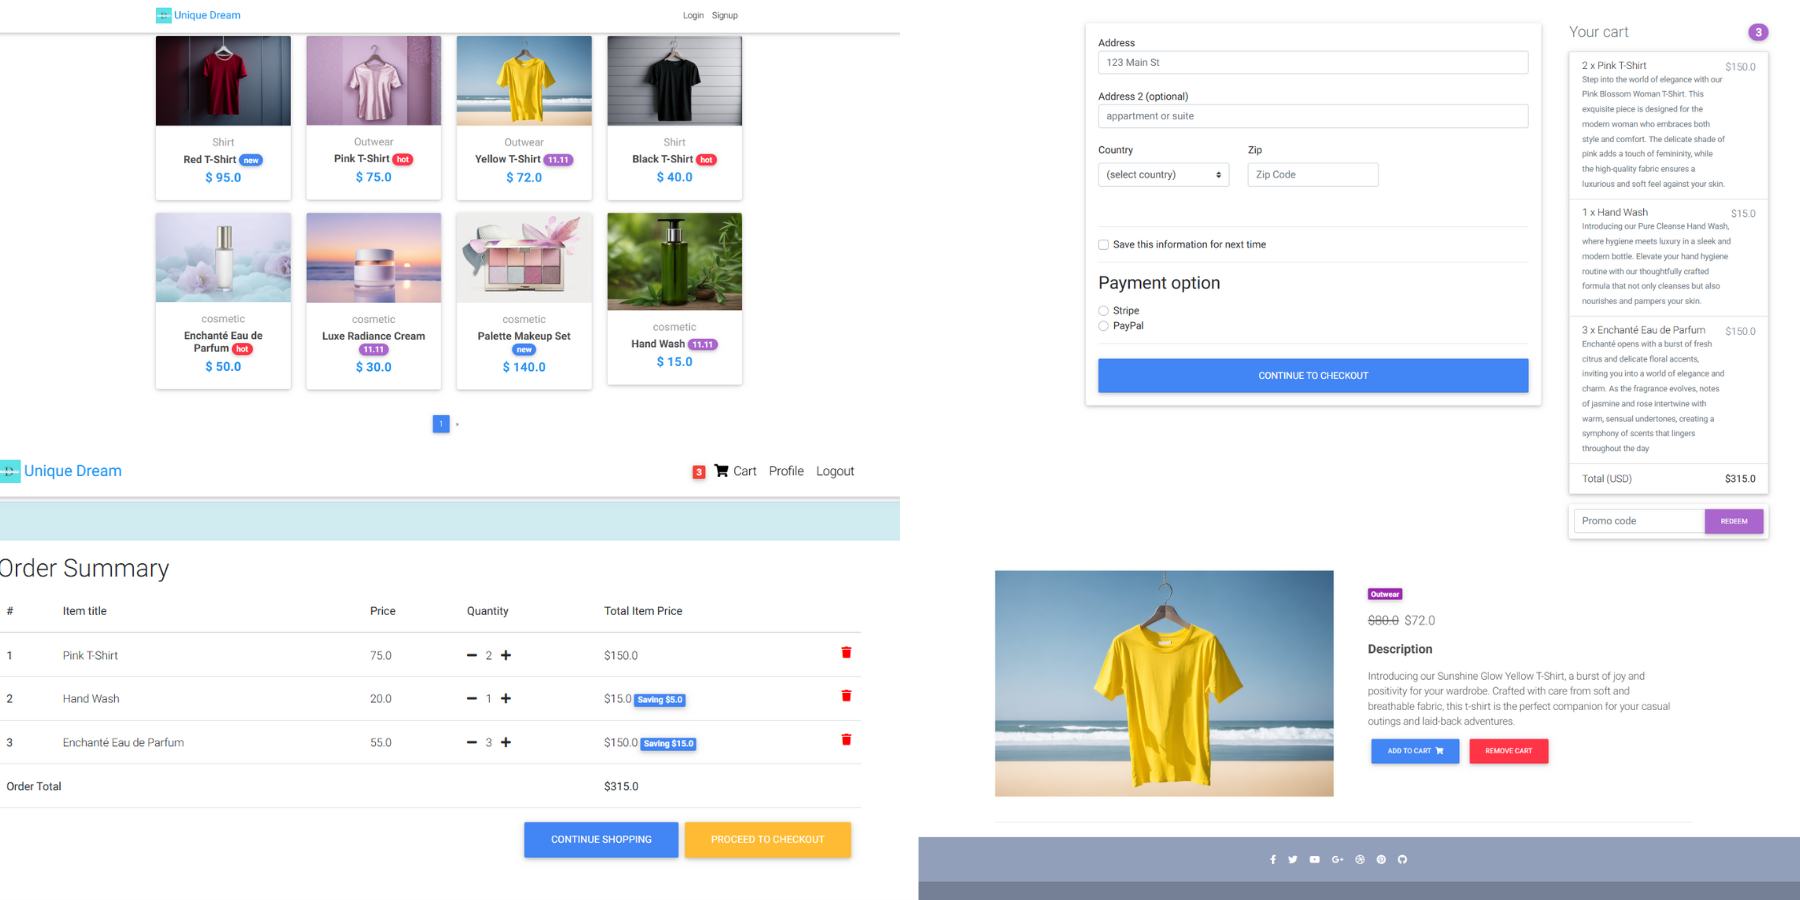 Unique Dream
Login Signup
Shirt
Red T-Shirt new
$ 95.0
Outwear
Pink T-Shirt hot
$ 75.0
Outwear
Yellow T-Shirt 11.11
$ 72.0
Shirt
Black T-Shirt hot
$ 40.0
cosmetic
Enchanté Eau de
Parfum hot
$ 50.0
cosmetic
Luxe Radiance Cream
11.11
$ 30.0
cosmetic
Palette Makeup Set
new
$ 140.0
cosmetic
Hand Wash 11.11
$ 15.0
1 »
Unique Dream
3 Cart Profile Logout
Order Summary
# Item title Price Quantity Total Item Price
1 Pink T-Shirt 75.0 2 $150.0
2 Hand Wash 20.0 1 $15.0 Saving $5.0
3 Enchanté Eau de Parfum 55.0 3 $150.0 Saving $15.0
Order Total $315.0
CONTINUE SHOPPING PROCEED TO CHECKOUT
Address
123 Main St
Address 2 (optional)
appartment or suite
Country Zip
(select country) Zip Code
Save this information for next time
Payment option
Stripe
PayPal
CONTINUE TO CHECKOUT
Your cart 3
2 x Pink T-Shirt $150.0
Step into the world of elegance with our
Pink Blossom Woman T-Shirt. This
exquisite piece is designed for the
modern woman who embraces both
style and comfort. The delicate shade of
pink adds a touch of femininity, while
the high-quality fabric ensures a
luxurious and soft feel against your skin.
1 x Hand Wash $15.0
Introducing our Pure Cleanse Hand Wash,
where hygiene meets luxury in a sleek and
modern bottle. Elevate your hand hygiene
routine with our thoughtfully crafted
formula that not only cleanses but also
nourishes and pampers your skin.
3 x Enchanté Eau de Parfum $150.0
Enchanté opens with a burst of fresh
citrus and delicate floral accents,
inviting you into a world of elegance and
charm. As the fragrance evolves, notes
of jasmine and rose intertwine with
warm, sensual undertones, creating a
symphony of scents that lingers
throughout the day
Total (USD) $315.0
Promo code REDEEM
Outwear
$80.0 $72.0
Description
Introducing our Sunshine Glow Yellow T-Shirt, a burst of joy and
positivity for your wardrobe. Crafted with care from soft and
breathable fabric, this t-shirt is the perfect companion for your casual
outings and laid-back adventures.
ADD TO CART REMOVE CART